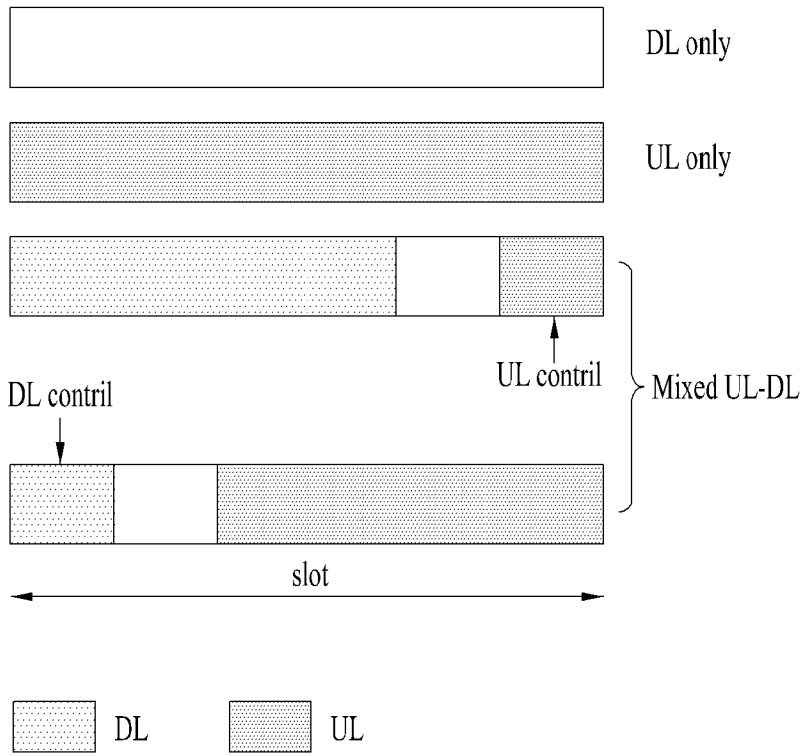 DL only
UL only
UL contril
DL contril
Mixed UL-DL
slot
DL
UL